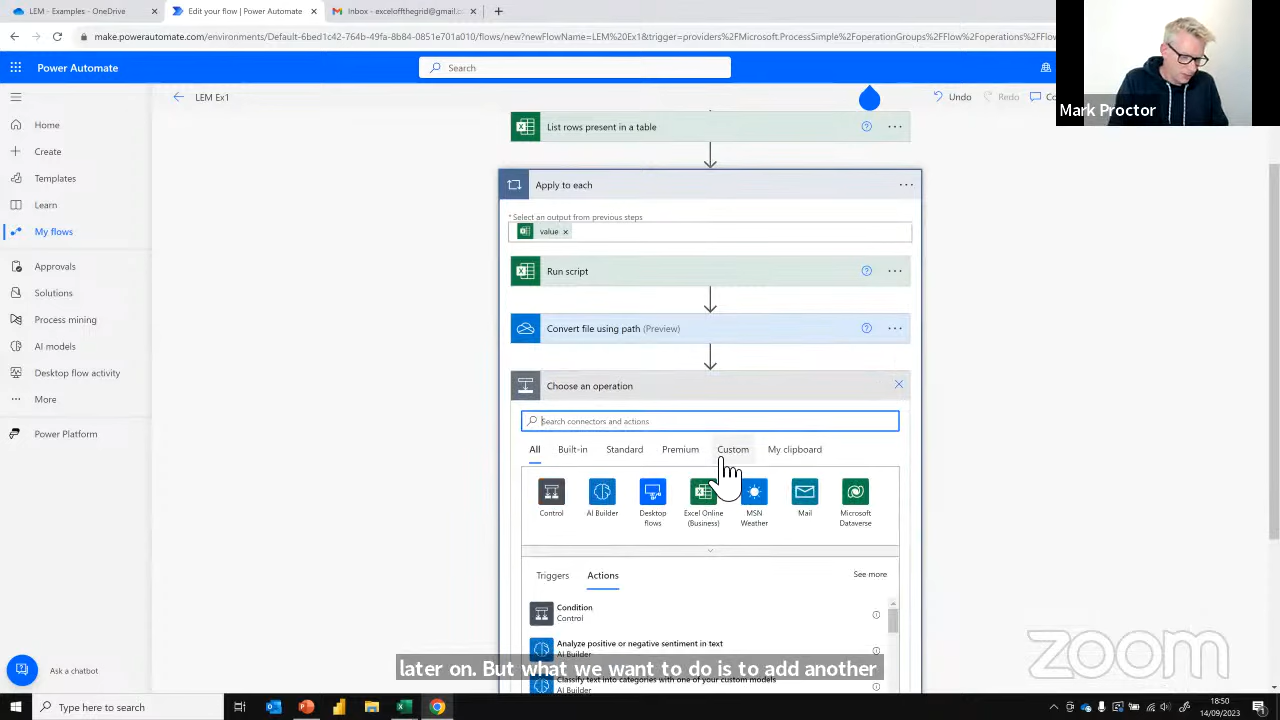 LEM - Examples - OneDrive
Edit your flow | Power Automate
Inbox - exceloffthegrid@gmail.c
make.powerautomate.com/environments/Default-6bed1c42-764b-49fa-8b84-0851e701a010/flows/new?newFlowName=LEM%20Ex1&trigger=providers%2FMicrosoft.ProcessSimple%2FoperationGroups%2FFlow%2Foperations%2F
Power Automate
Search
LEM Ex1
Undo
Redo
Mark Proctor
Home
Create
Templates
Learn
My flows
Approvals
Solutions
Process mining
AI models
Desktop flow activity
More
Power Platform
Ask a chatbot
List rows present in a table
Apply to each
* Select an output from previous steps
value
Run script
Convert file using path (Preview)
Choose an operation
Search connectors and actions
All
Built-in
Standard
Premium
Custom
My clipboard
Control
AI Builder
Desktop flows
Excel Online (Business)
MSN Weather
Mail
Microsoft Dataverse
Triggers
Actions
See more
Condition
Control
Analyze positive or negative sentiment in text
AI Builder
Classify text into categories with one of your custom models
AI Builder
later on. But what we want to do is to add another
zoom
Type here to search
18:50
14/09/2023